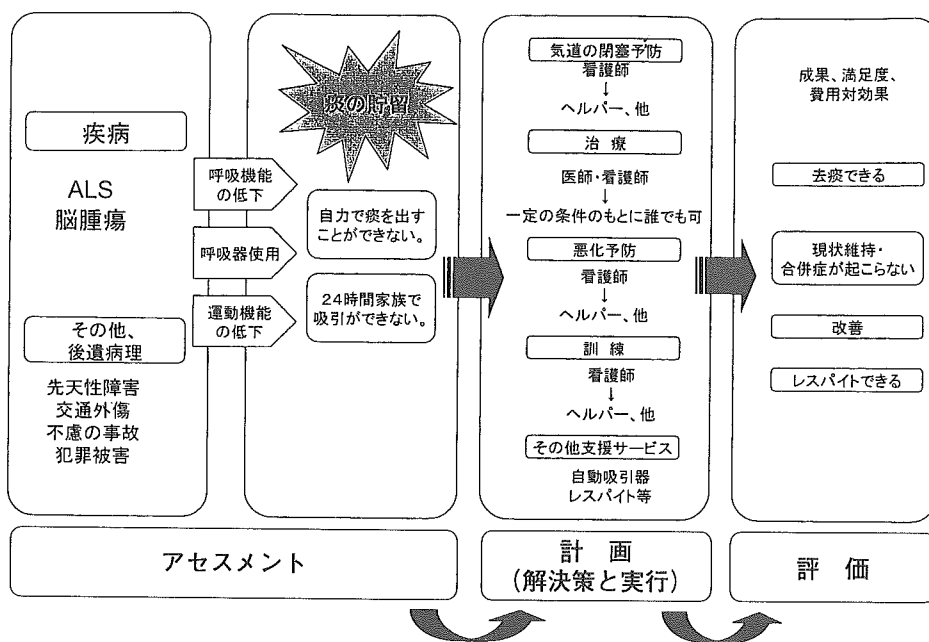 疾病
ALS
脳腫瘍
その他、
後遺病理
先天性障害
交通外傷
不慮の事故
犯罪被害
呼吸機能
の低下
呼吸器使用
運動機能
の低下
痰の貯留
自力で痰を出す
ことができない。
24時間家族で
吸引ができない。
気道の閉塞予防
看護師
↓
ヘルパー、他
治 療
医師・看護師
↓
一定の条件のもとに誰でも可
悪化予防
看護師
↓
ヘルパー、他
訓 練
看護師
↓
ヘルパー、他
その他支援サービス
自動吸引器
レスパイト等
成果、満足度、
費用対効果
去痰できる
現状維持・
合併症が起こらない
改善
レスパイトできる
アセスメント
計 画
(解決策と実行)
評 価